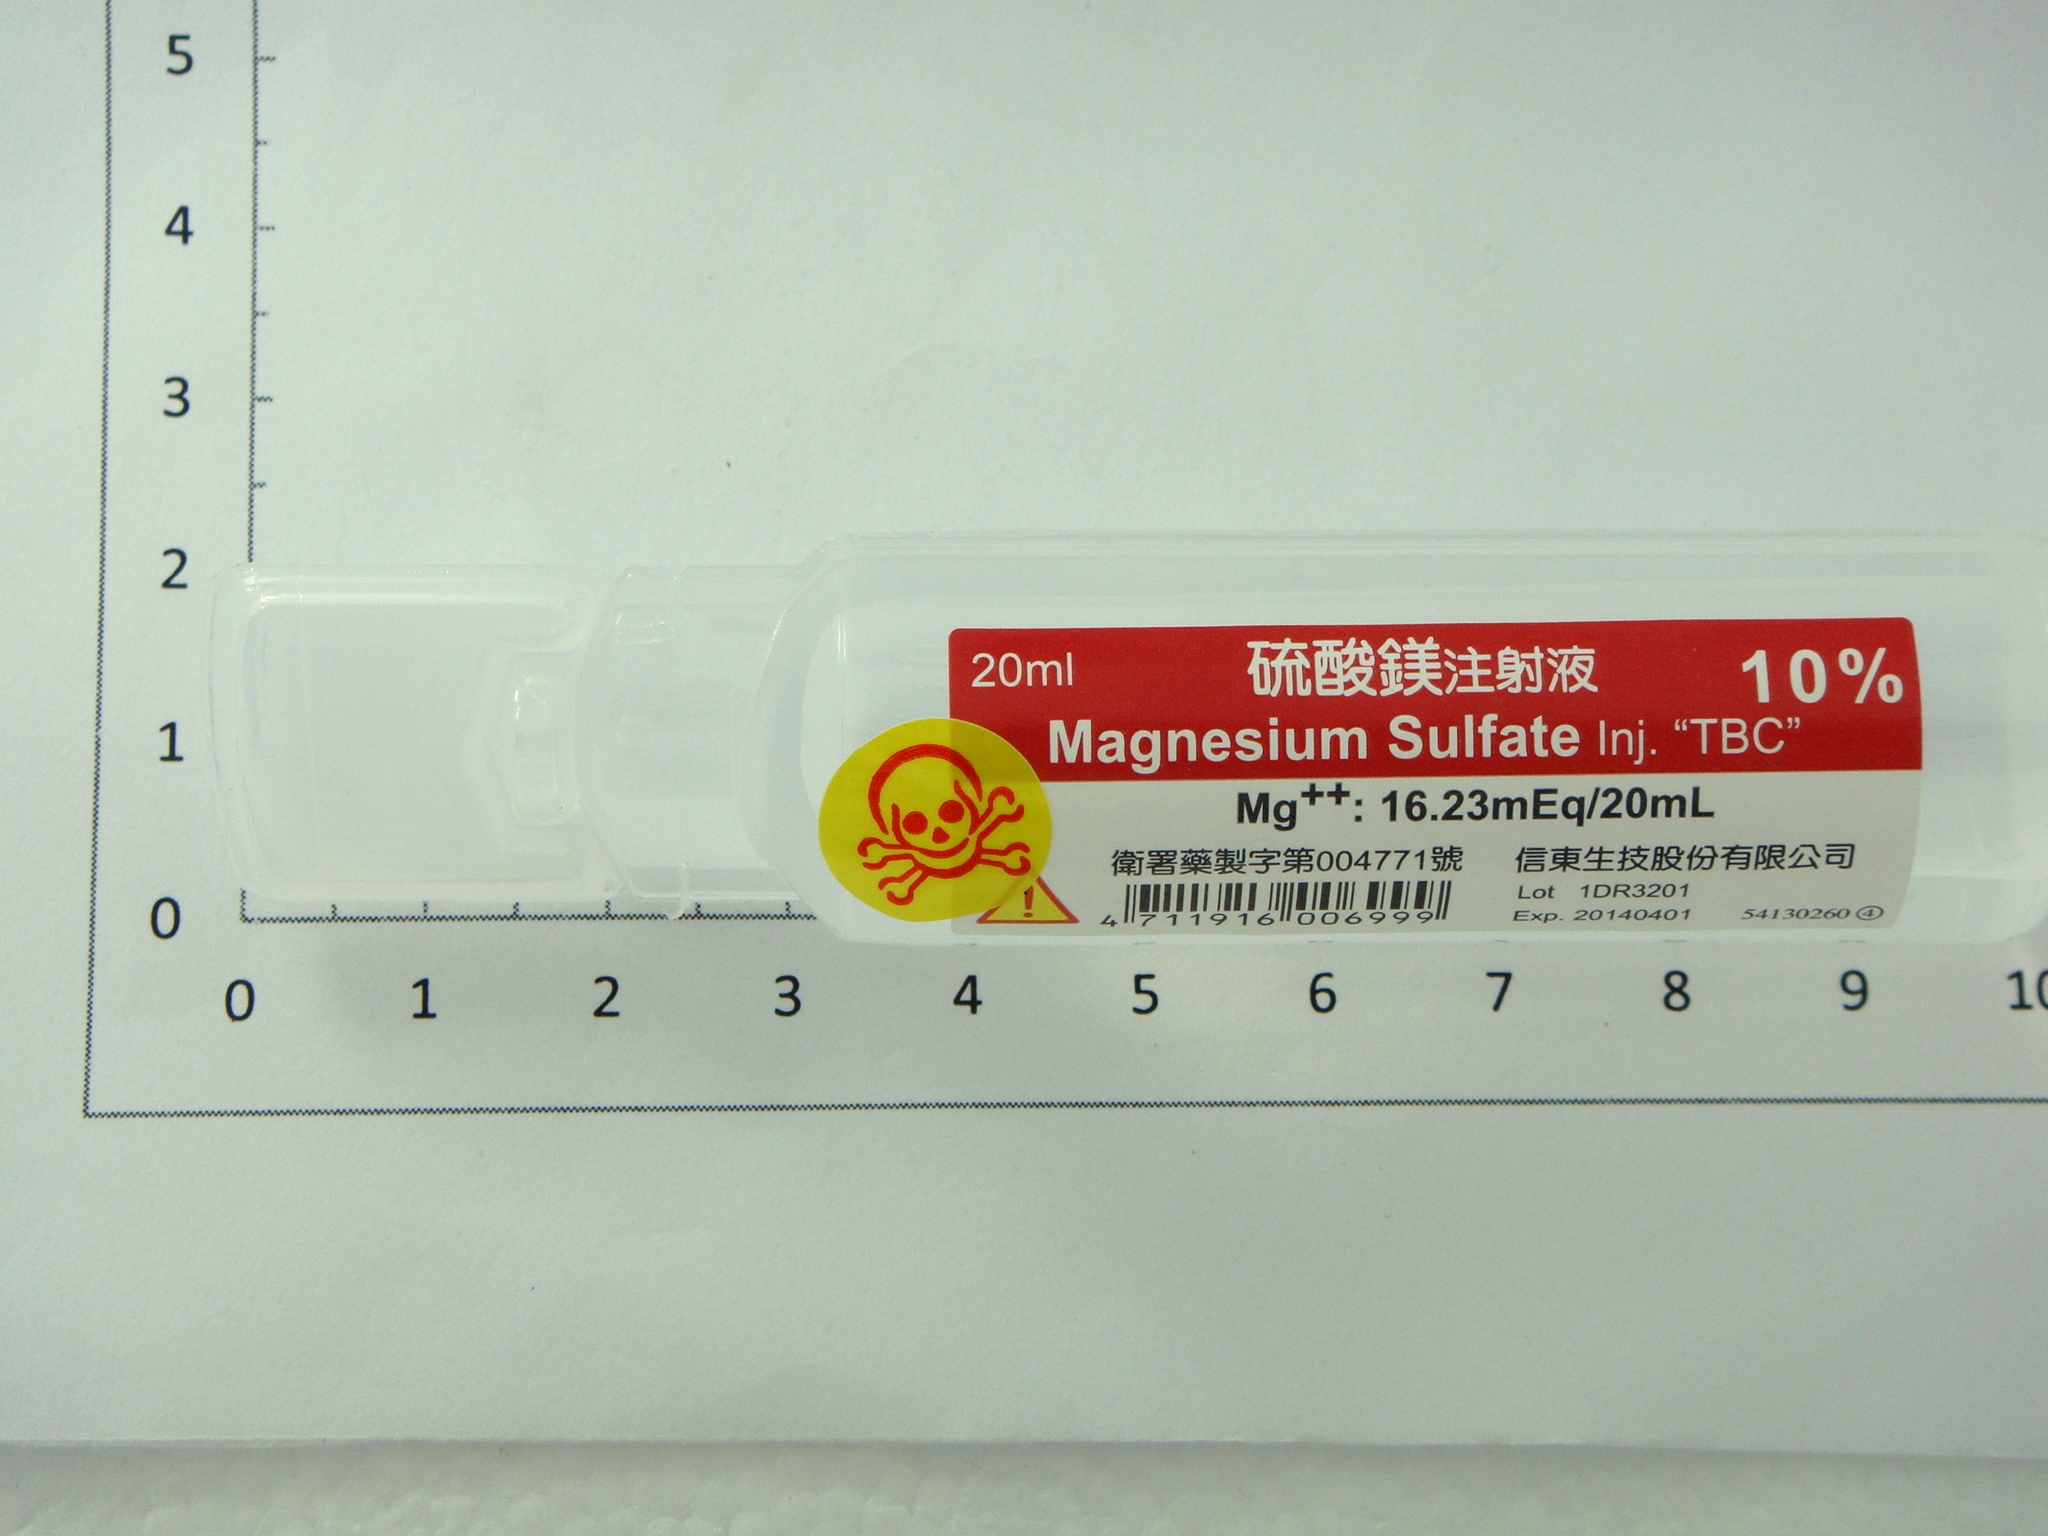 5
4
3
2
1
0
20ml 硫酸鎂注射液 10%
Magnesium Sulfate Inj. “TBC”
Mg++: 16.23mEq/20mL
衛署藥製字第004771號 信東生技股份有限公司
Lot 1DR3201
4 711916 006999 Exp. 20140401 54130260 ④
!
0 1 2 3 4 5 6 7 8 9 10